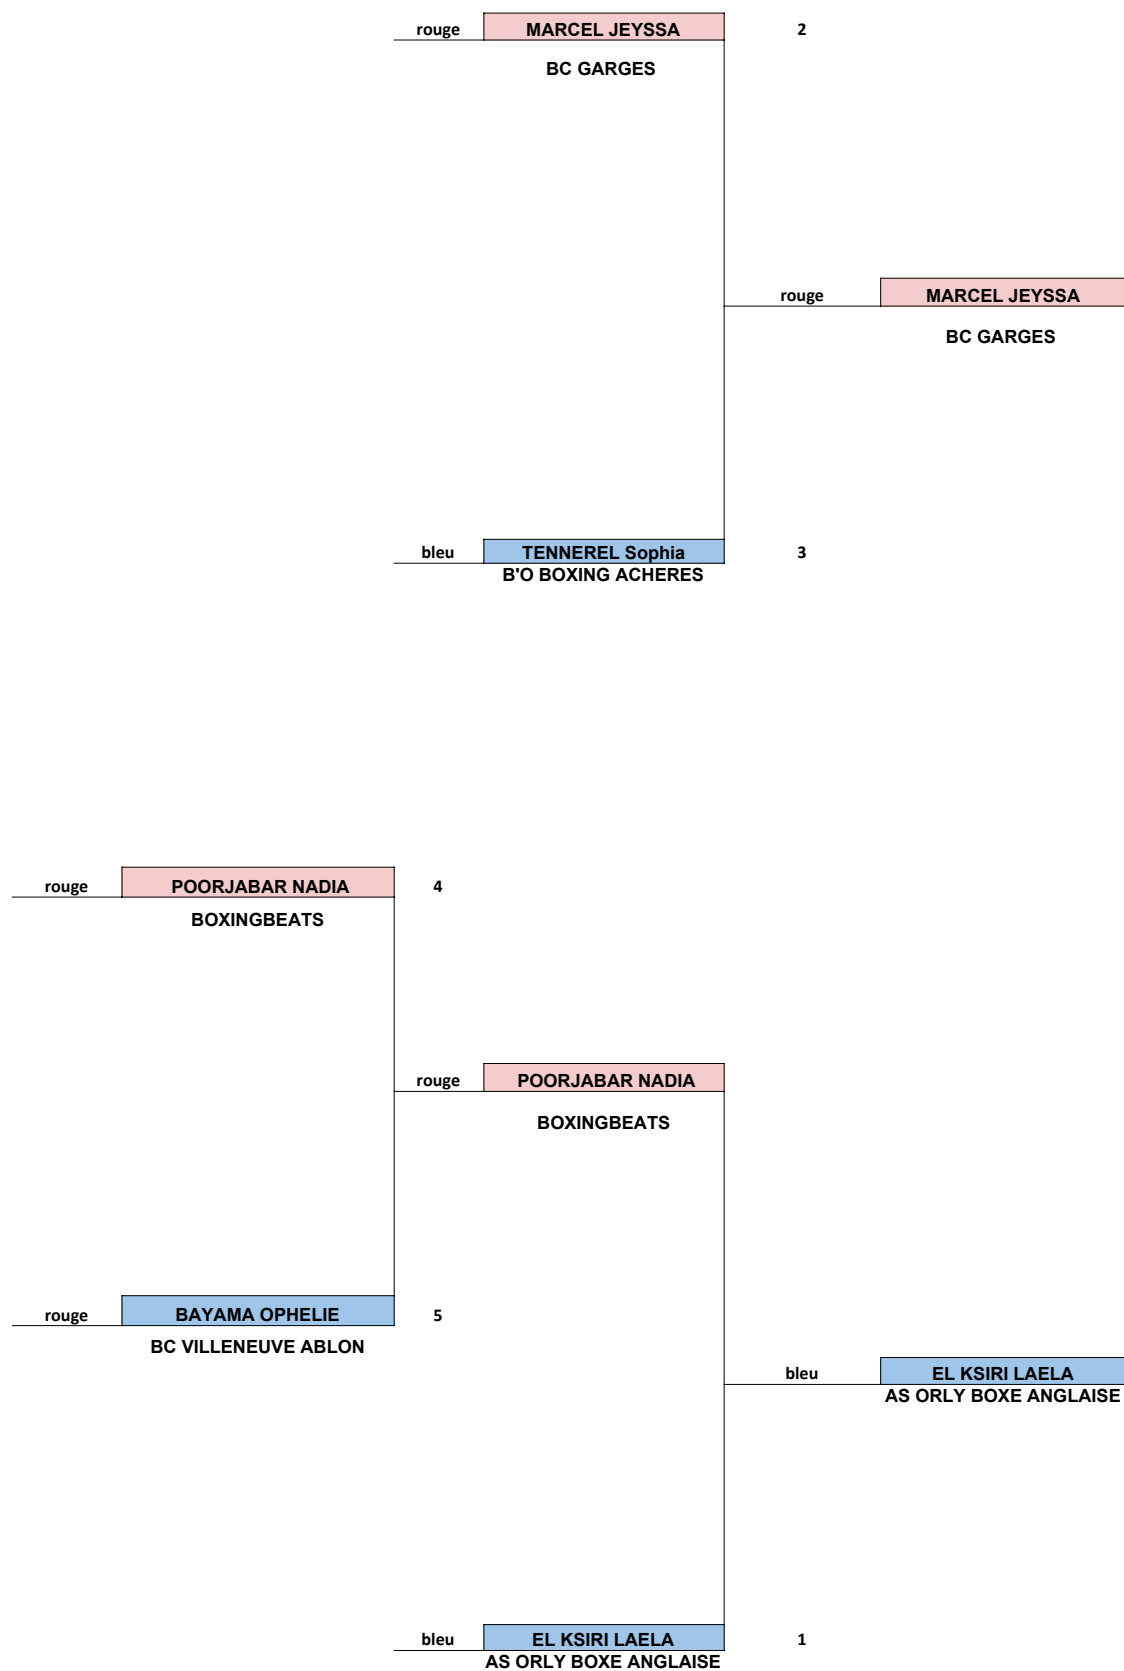 rouge MARCEL JEYSSA 2
BC GARGES
rouge MARCEL JEYSSA
BC GARGES
bleu TENNEREL Sophia 3
B'O BOXING ACHERES
rouge POORJABAR NADIA 4
BOXINGBEATS
rouge POORJABAR NADIA
BOXINGBEATS
rouge BAYAMA OPHELIE 5
BC VILLENEUVE ABLON
bleu EL KSIRI LAELA
AS ORLY BOXE ANGLAISE
bleu EL KSIRI LAELA 1
AS ORLY BOXE ANGLAISE